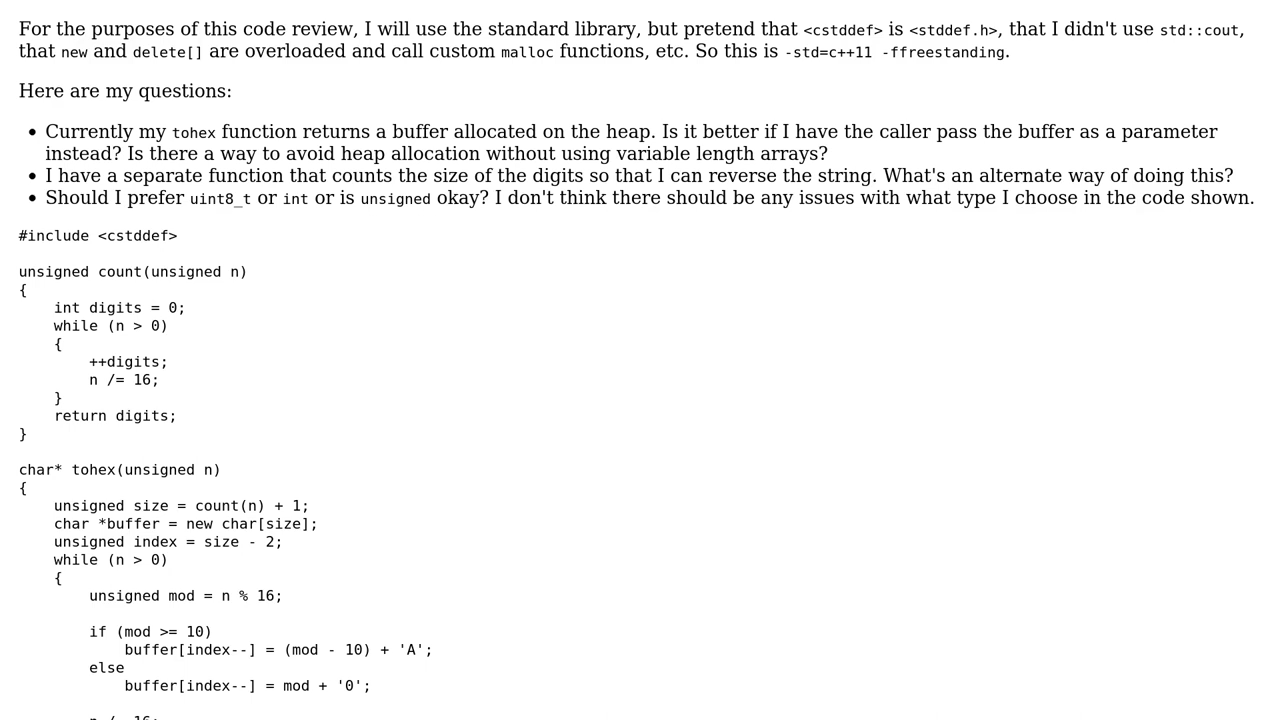 For the purposes of this code review, I will use the standard library, but pretend that <cstddef> is <stddef.h>, that I didn't use std::cout,
that new and delete[] are overloaded and call custom malloc functions, etc. So this is -std=c++11 -ffreestanding.
Here are my questions:
• Currently my tohex function returns a buffer allocated on the heap. Is it better if I have the caller pass the buffer as a parameter
instead? Is there a way to avoid heap allocation without using variable length arrays?
• I have a separate function that counts the size of the digits so that I can reverse the string. What's an alternate way of doing this?
• Should I prefer uint8_t or int or is unsigned okay? I don't think there should be any issues with what type I choose in the code shown.
#include <cstddef>
unsigned count(unsigned n)
{
    int digits = 0;
    while (n > 0)
    {
        ++digits;
        n /= 16;
    }
    return digits;
}
char* tohex(unsigned n)
{
    unsigned size = count(n) + 1;
    char *buffer = new char[size];
    unsigned index = size - 2;
    while (n > 0)
    {
        unsigned mod = n % 16;
        if (mod >= 10)
            buffer[index--] = (mod - 10) + 'A';
        else
            buffer[index--] = mod + '0';